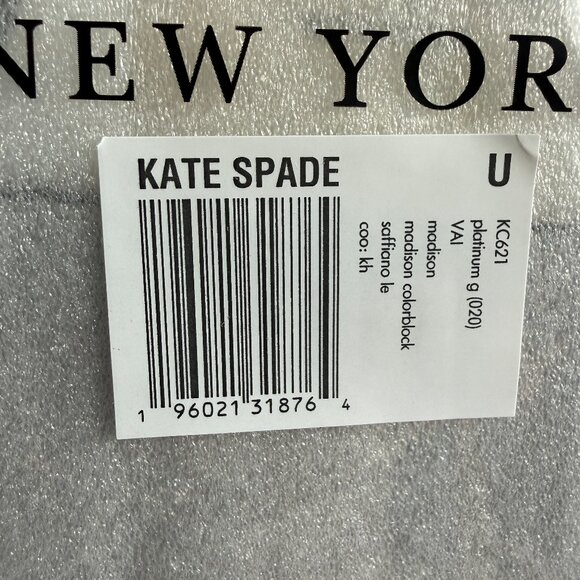 NEW YOR
KATE SPADE
U
KC621
platinum g (020)
VAI
madison
madison colorblock
saffiano le
coo: kh
1 96021 31876 4